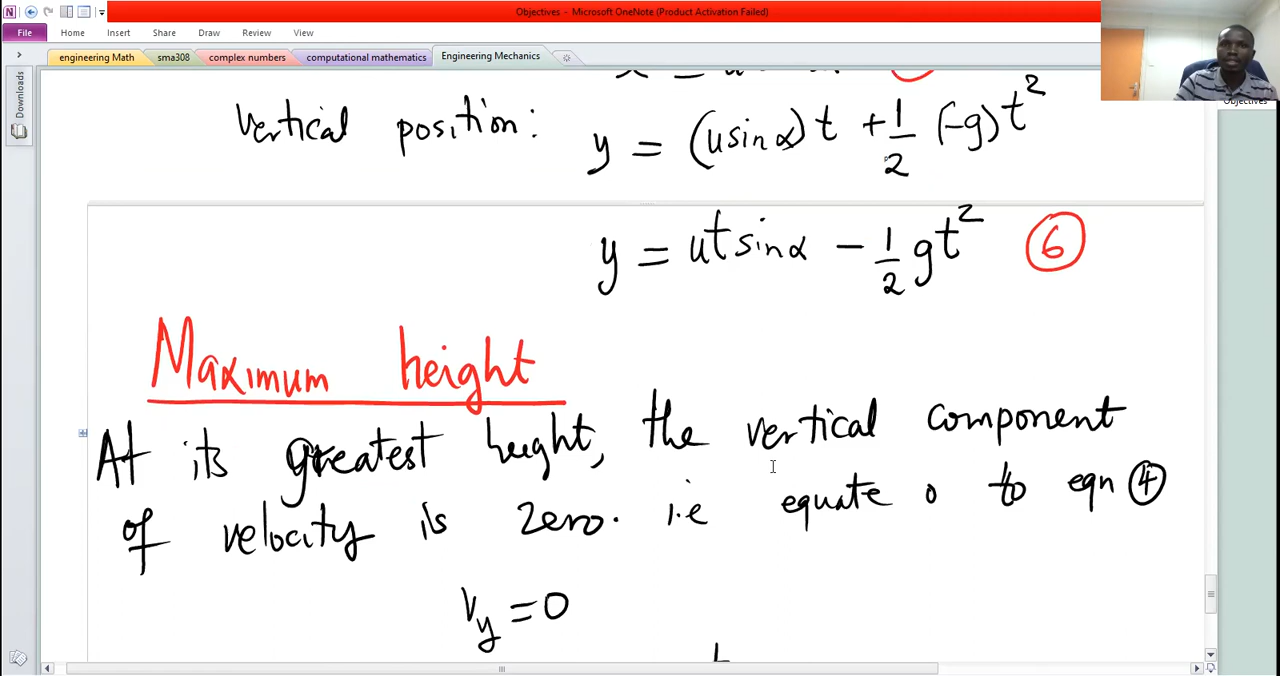 Objectives - Microsoft OneNote (Product Activation Failed)
File Home Insert Share Draw Review View
engineering Math sma308 complex numbers computational mathematics Engineering Mechanics
Downloads
Objectives
vertical position: y = (usinα)t + 1/2 (-g)t²
y = utsinα - 1/2 gt² ⑥
Maximum height
At its greatest height, the vertical component
of velocity is zero. i.e equate 0 to eqn ④
Vy = 0